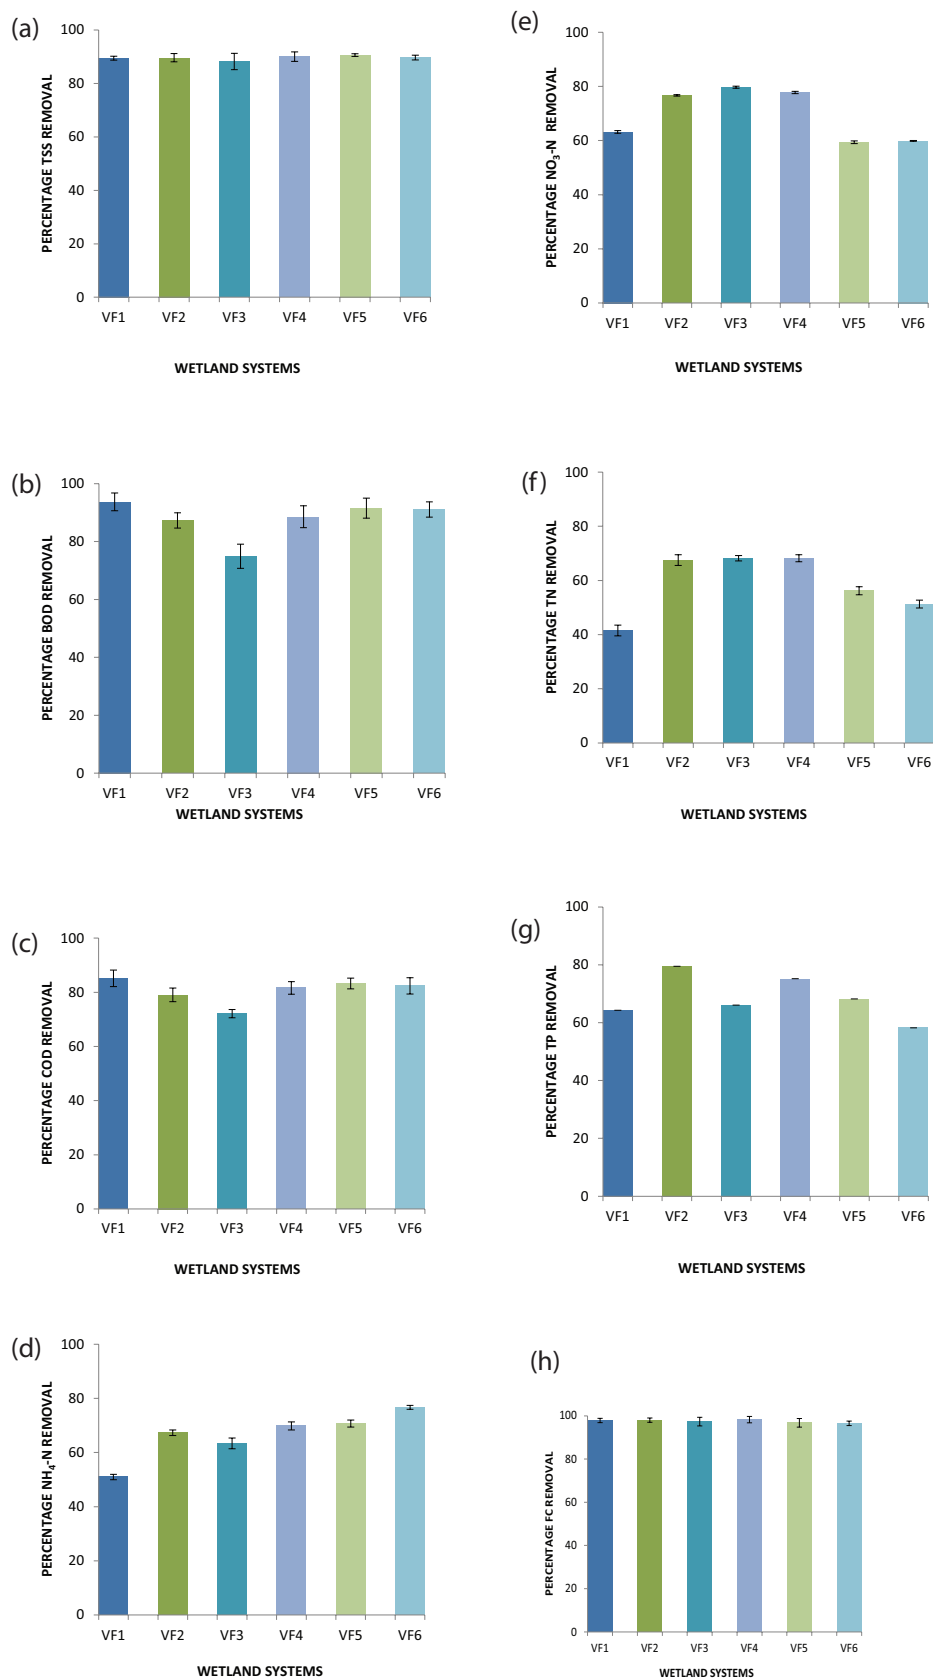 (a)
PERCENTAGE TSS REMOVAL
100
80
60
40
20
0
VF1 VF2 VF3 VF4 VF5 VF6
WETLAND SYSTEMS
(b)
PERCENTAGE BOD REMOVAL
100
80
60
40
20
0
VF1 VF2 VF3 VF4 VF5 VF6
WETLAND SYSTEMS
(c)
PERCENTAGE COD REMOVAL
100
80
60
40
20
0
VF1 VF2 VF3 VF4 VF5 VF6
WETLAND SYSTEMS
(d)
PERCENTAGE NH₄-N REMOVAL
100
80
60
40
20
0
VF1 VF2 VF3 VF4 VF5 VF6
WETLAND SYSTEMS
(e)
PERCENTAGE NO₃-N REMOVAL
100
80
60
40
20
0
VF1 VF2 VF3 VF4 VF5 VF6
WETLAND SYSTEMS
(f)
PERCENTAGE TN REMOVAL
100
80
60
40
20
0
VF1 VF2 VF3 VF4 VF5 VF6
WETLAND SYSTEMS
(g)
PERCENTAGE TP REMOVAL
100
80
60
40
20
0
VF1 VF2 VF3 VF4 VF5 VF6
WETLAND SYSTEMS
(h)
PERCENTAGE FC REMOVAL
100
80
60
40
20
0
VF1 VF2 VF3 VF4 VF5 VF6
WETLAND SYSTEMS